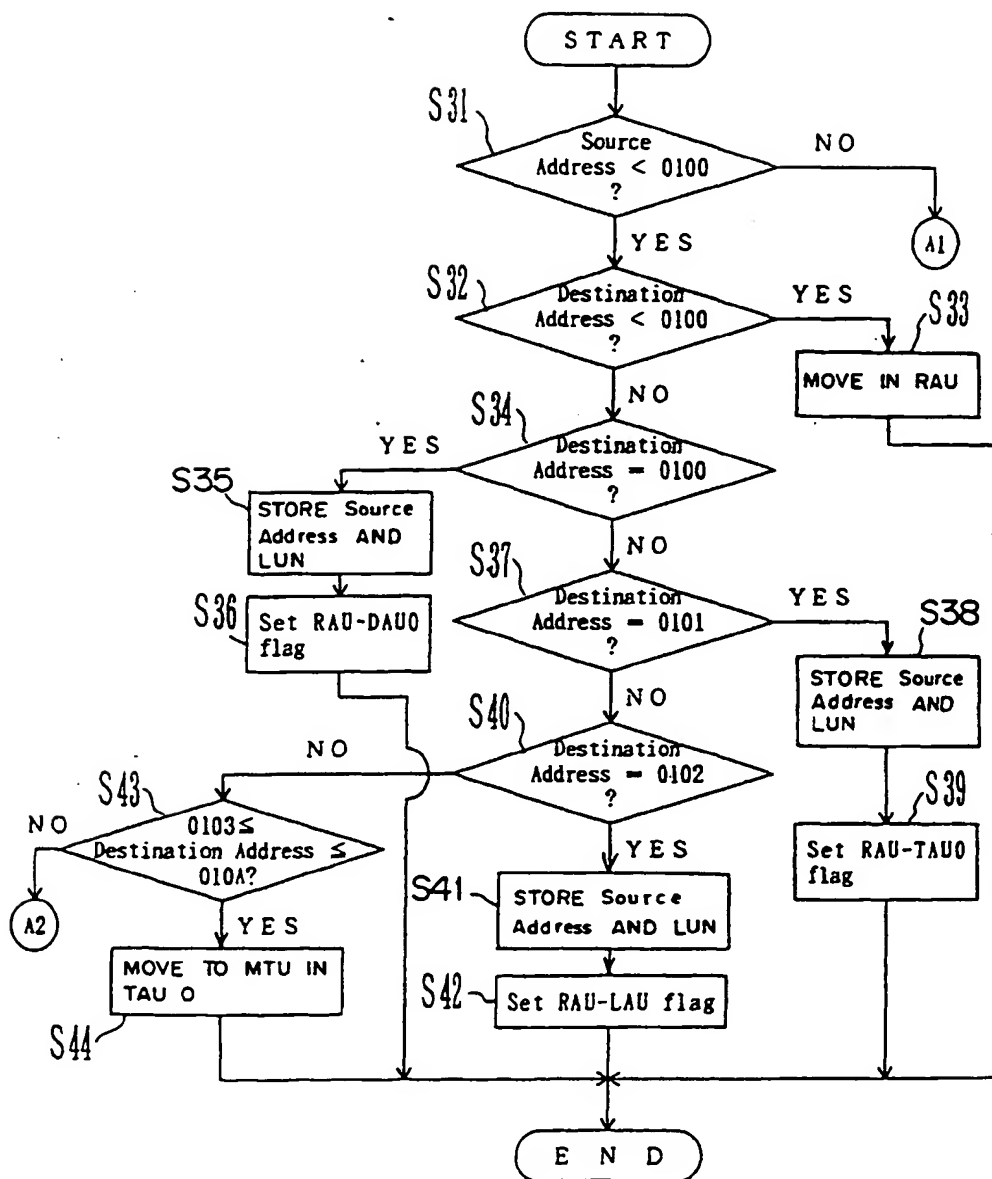 START
S31
Source
Address < 0100
?
NO
A1
YES
S32
Destination
Address < 0100
?
YES
S33
MOVE IN RAU
NO
S34
Destination
Address = 0100
?
YES
S35
STORE Source
Address AND
LUN
S36
Set RAU-DAU0
flag
NO
S37
Destination
Address = 0101
?
YES
S38
STORE Source
Address AND
LUN
S39
Set RAU-TAU0
flag
NO
S40
Destination
Address = 0102
?
NO
S43
0103≤
Destination Address ≤
010A?
NO
A2
YES
MOVE TO MTU IN
TAU 0
S44
YES
S41
STORE Source
Address AND LUN
S42
Set RAU-LAU flag
END